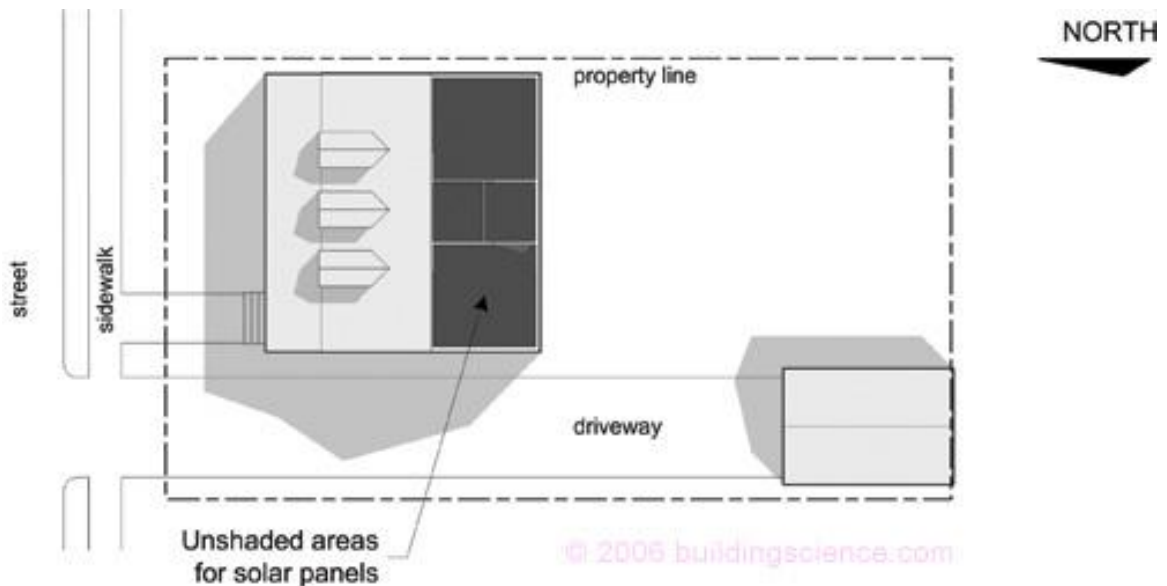 NORTH
property line
street
sidewalk
driveway
Unshaded areas
for solar panels
© 2006 buildingscience.com